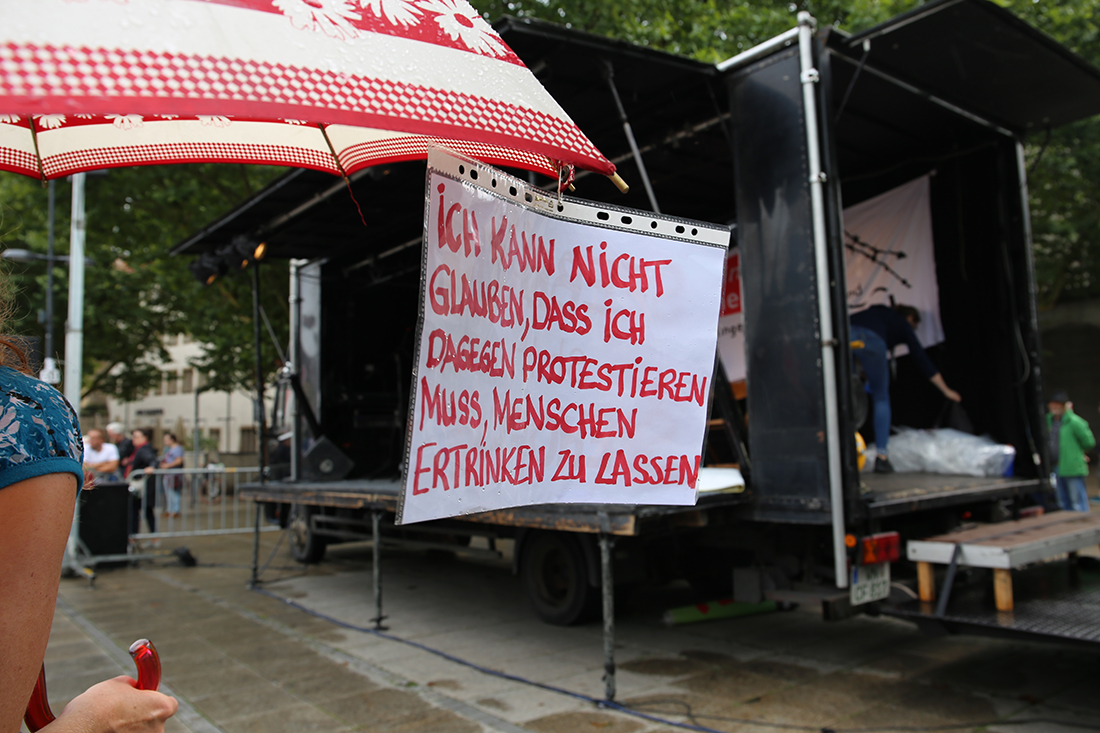 ICH KANN NICHT
GLAUBEN, DASS ICH
DAGEGEN PROTESTIEREN
MUSS, MENSCHEN
ERTRINKEN ZU LASSEN